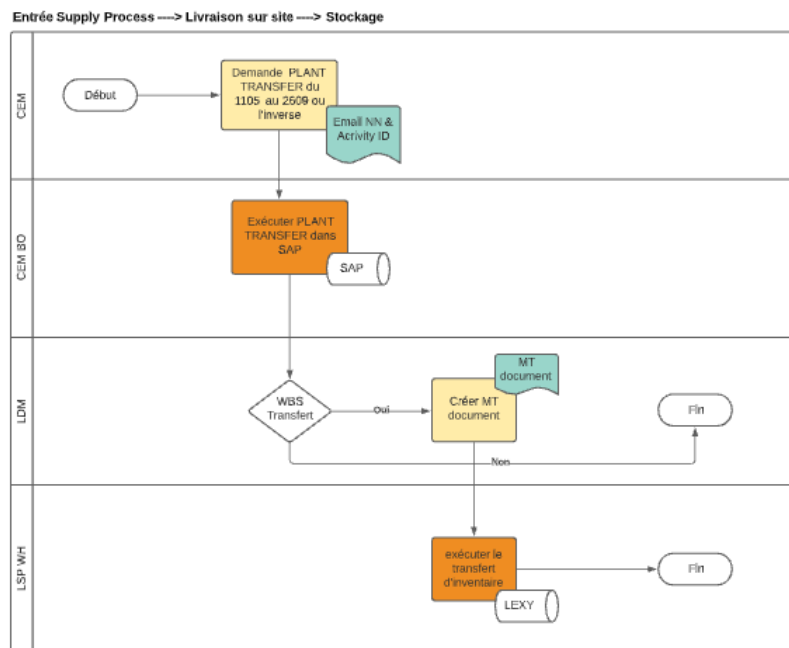 Entrée Supply Process ----> Livraison sur site ----> Stockage
CEM
Début
Demande PLANT
TRANSFER du
1105 au 2609 ou
l'inverse
Email NN &
Acrivity ID
CEM BO
Exécuter PLANT
TRANSFER dans
SAP
SAP
LDM
WBS
Transfert
Oui
Créer MT
document
MT
document
Fin
Non
LSP WH
exécuter le
transfert
d'inventaire
LEXY
Fin